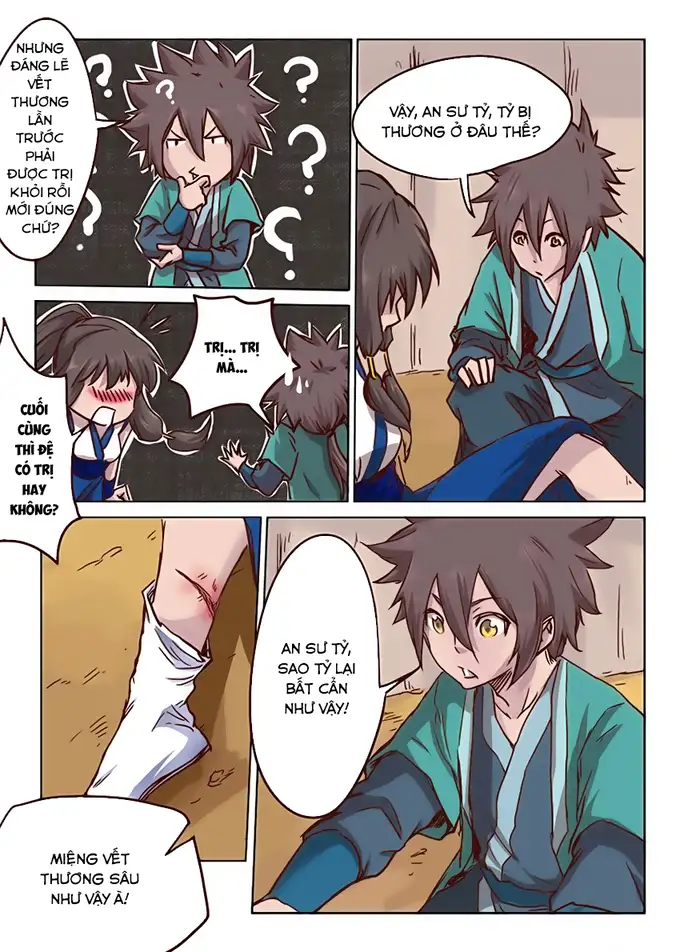 NHƯNG
ĐÁNG LẼ
VẾT
THƯƠNG
LẦN
TRƯỚC
PHẢI
ĐƯỢC TRỊ
KHỎI RỒI
MỚI ĐÚNG
CHỨ?
? ? ? ? ? ? ?
VẬY, AN SƯ TỶ, TỶ BỊ
THƯƠNG Ở ĐÂU THẾ?
TRỊ... TRỊ
MÀ...
CUỐI
CÙNG
THÌ ĐỆ
CÓ TRỊ
HAY
KHÔNG?
AN SƯ TỶ,
SAO TỶ LẠI
BẤT CẨN
NHƯ VẬY!
MIỆNG VẾT
THƯƠNG SÂU
NHƯ VẬY Ả!